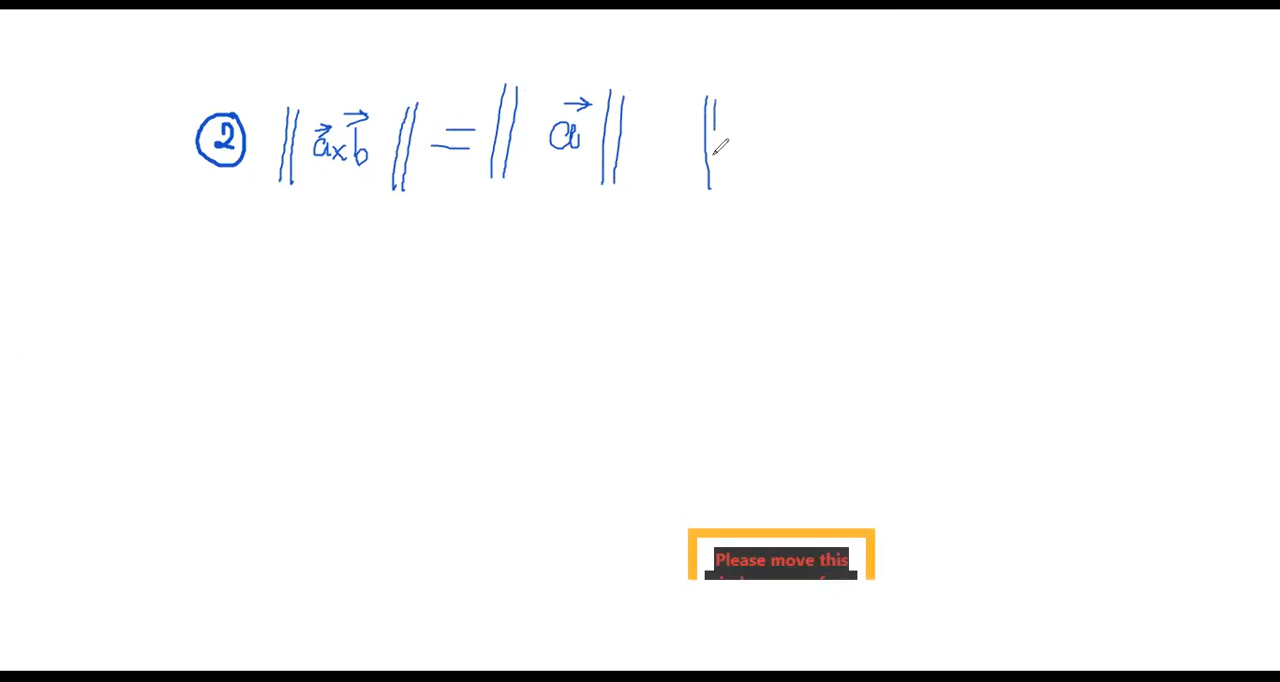 ② ‖ a⃗×b⃗ ‖ = ‖ a⃗ ‖ ‖
Please move this